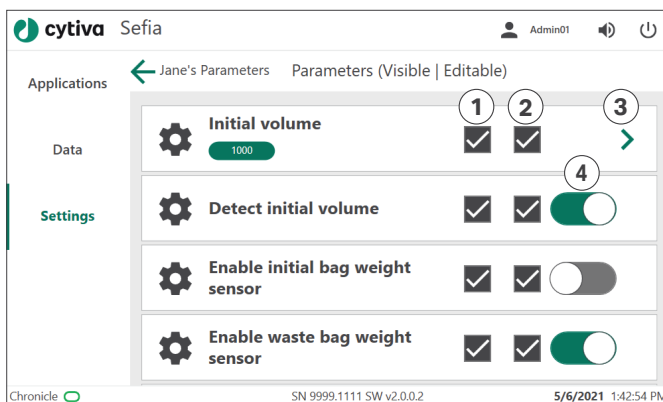 cytiva Sefia Admin01
Applications
Data
Settings
Jane's Parameters Parameters (Visible | Editable)
1 2 3
Initial volume
1000
4
Detect initial volume
Enable initial bag weight
sensor
Enable waste bag weight
sensor
Chronicle SN 9999.1111 SW v2.0.0.2 5/6/2021 1:42:54 PM